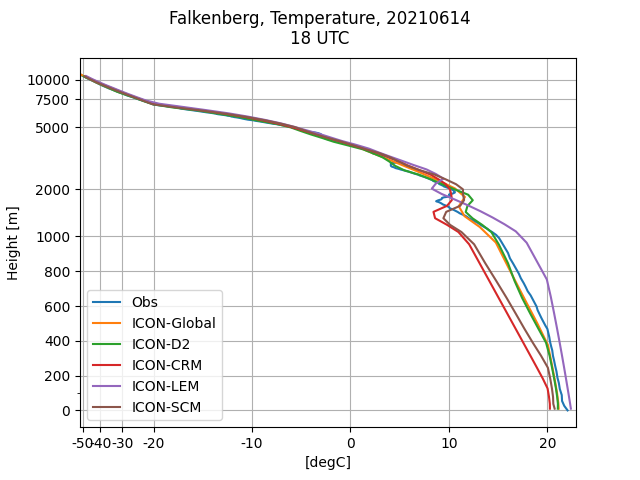 Falkenberg, Temperature, 20210614
18 UTC
10000
7500
5000
2000
1000
800
600
400
200
0
Height [m]
Obs
ICON-Global
ICON-D2
ICON-CRM
ICON-LEM
ICON-SCM
-50 -40 -30 -20 -10 0 10 20
[degC]